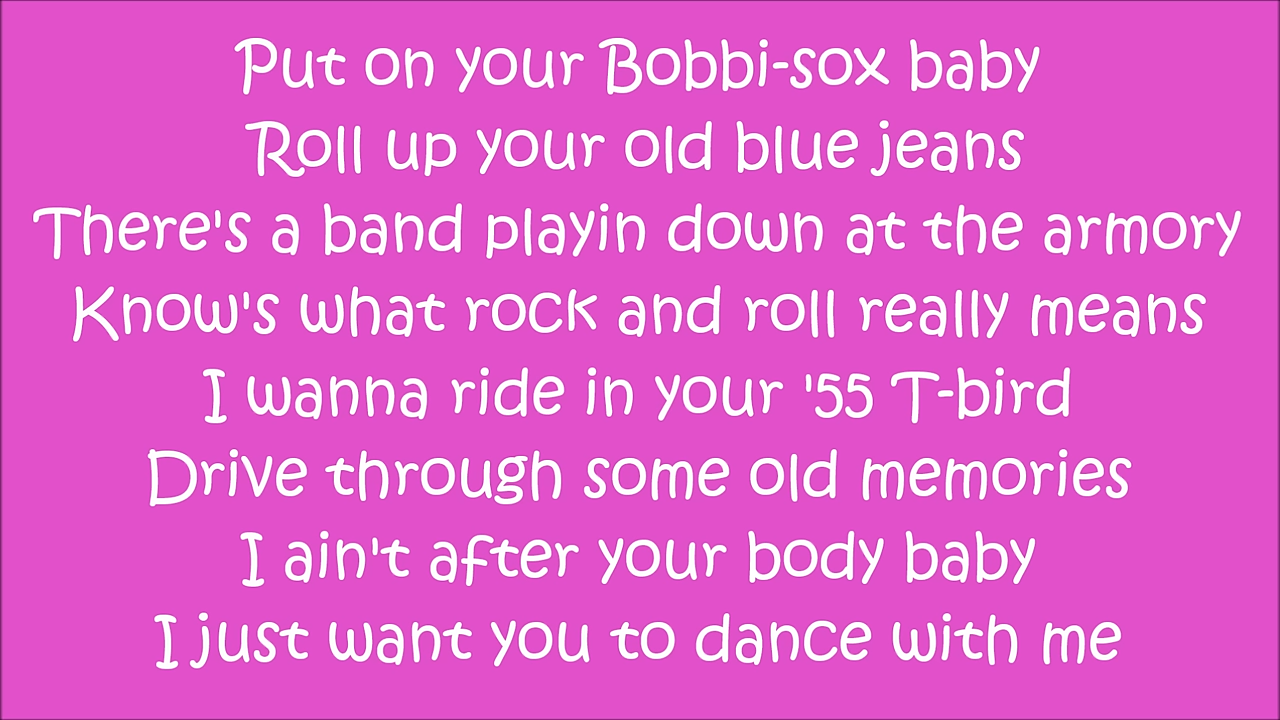 Put on your Bobbi-sox baby
Roll up your old blue jeans
There's a band playin down at the armory
Know's what rock and roll really means
I wanna ride in your '55 T-bird
Drive through some old memories
I ain't after your body baby
I just want you to dance with me